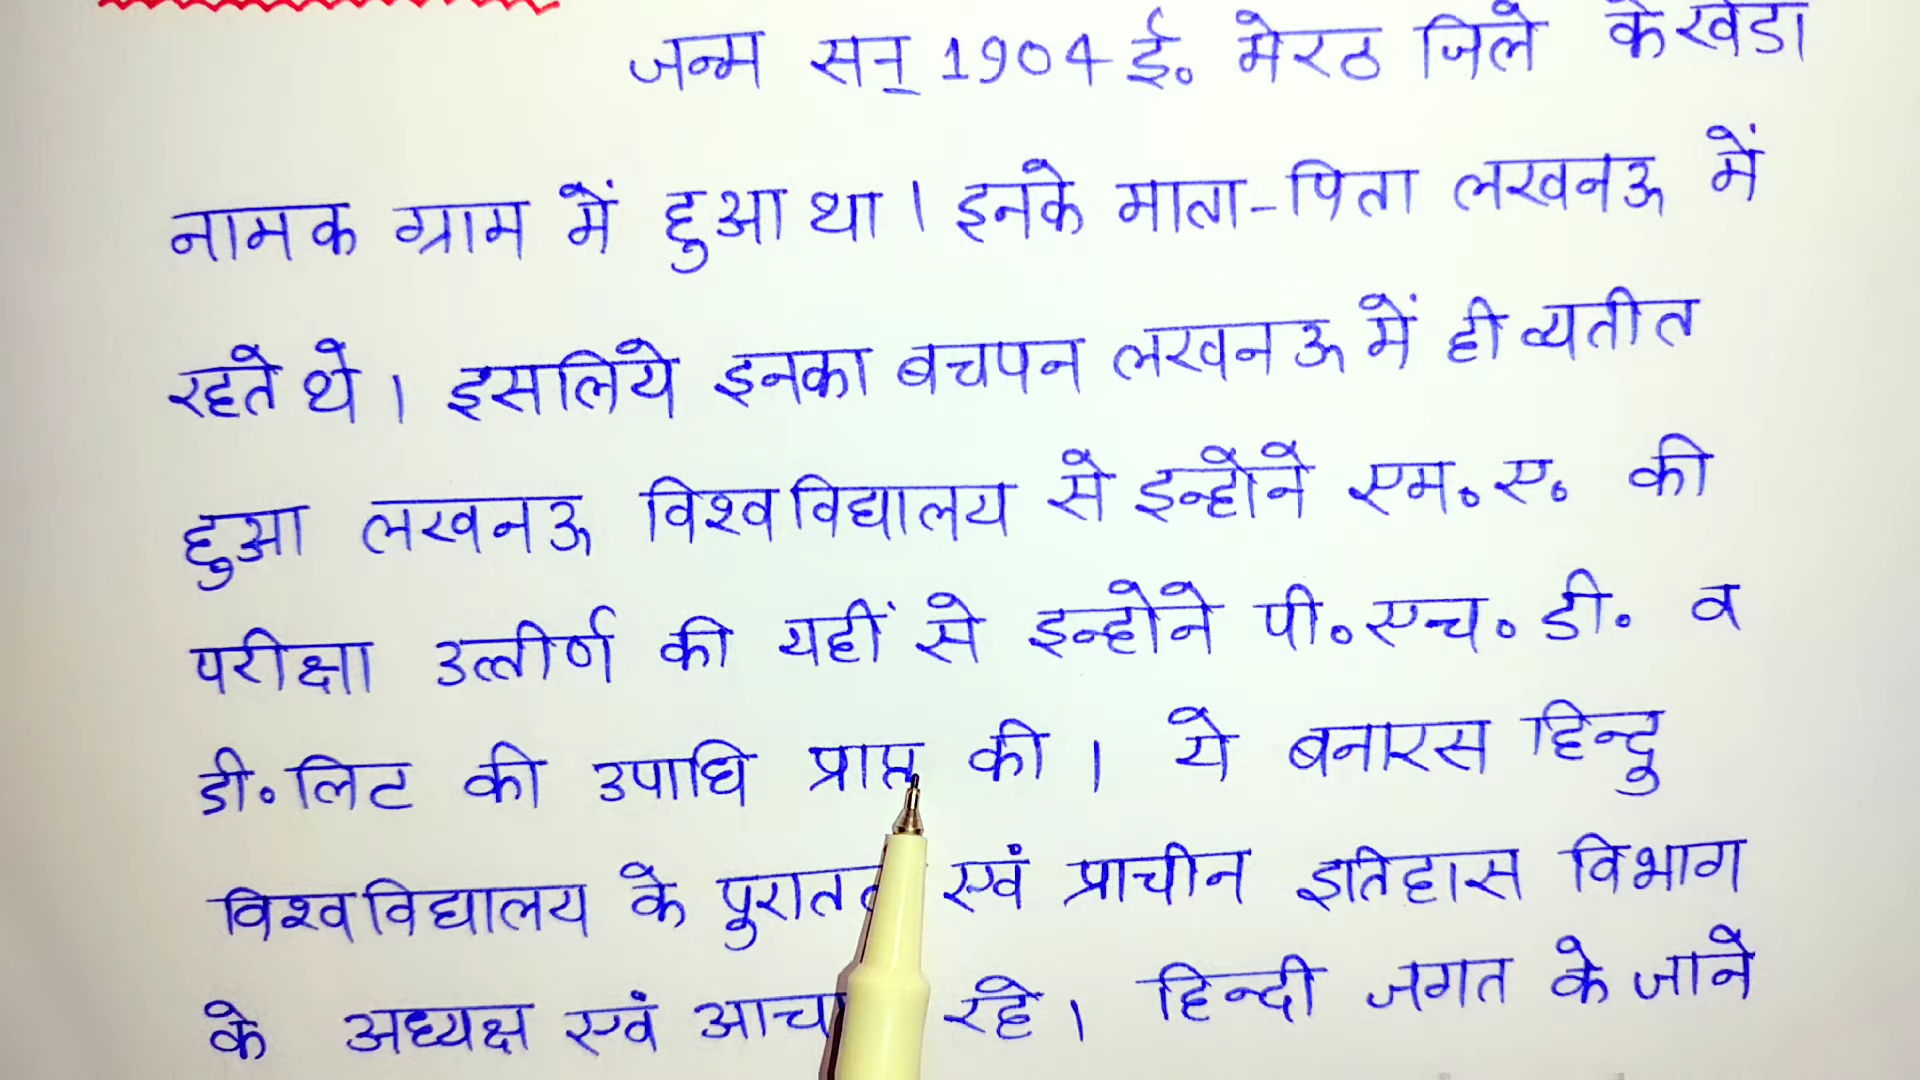 जन्म सन् 1904 ई. मेरठ जिले के खेडा
नामक ग्राम में हुआ था। इनके माता-पिता लखनऊ में
रहते थे। इसलिये इनका बचपन लखनऊ में ही व्यतीत
हुआ लखनऊ विश्वविद्यालय से इन्होने एम.ए. की
परीक्षा उत्तीर्ण की यहीं से इन्होने पी.एच.डी. व
डी.लिट की उपाधि प्राप्त की। ये बनारस हिन्दु
विश्वविद्यालय के एवं प्राचीन इतिहास विभाग
के अध्यक्ष एवं रहे। हिन्दी जगत के जाने